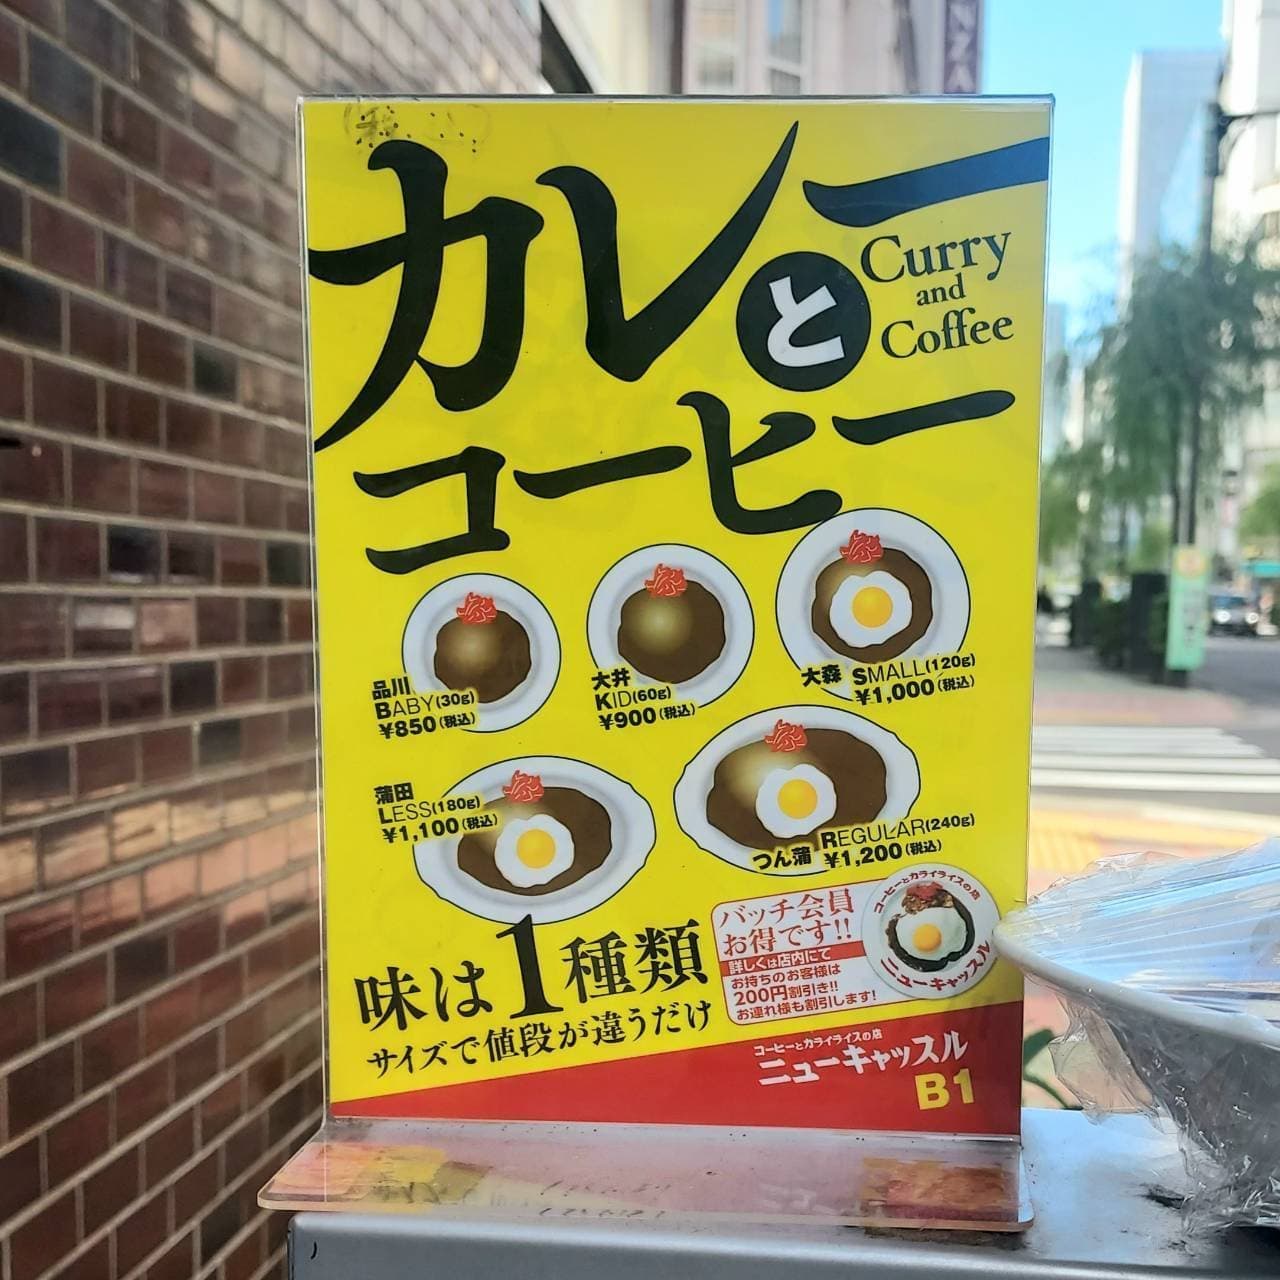 NZA
カレー
と
Curry
and
Coffee
コーヒー
品川
BABY(30g)
¥850(税込)
大井
KID(60g)
¥900(税込)
大森 SMALL(120g)
¥1,000(税込)
蒲田
LESS(180g)
¥1,100(税込)
つん蒲 REGULAR(240g)
¥1,200(税込)
味は1種類
サイズで値段が違うだけ
バッチ会員
お得です!!
詳しくは店内にて
お持ちのお客様は
200円割引き!!
お連れ様も割引します!
コーヒーとカライライスの店
ニューキャッスル
コーヒーとカライライスの店
ニューキャッスル
B1